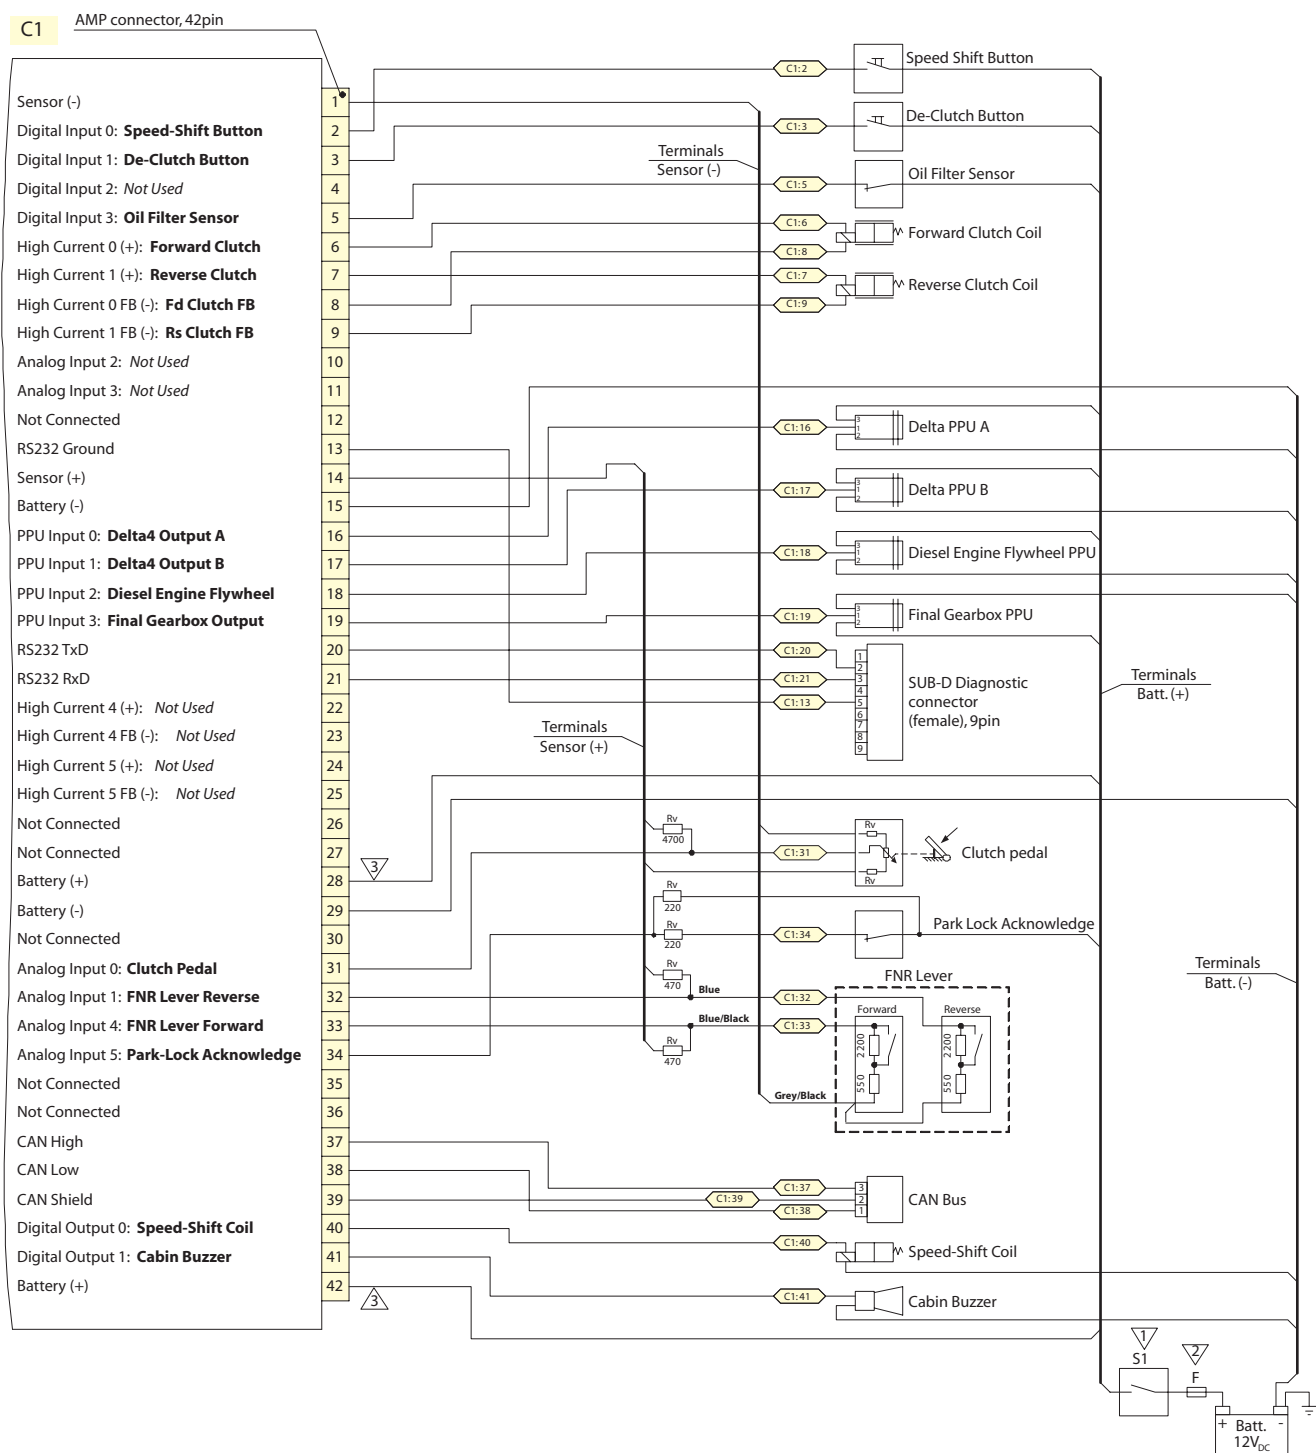 C1
AMP connector, 42pin
Sensor (-)
1
Digital Input 0: Speed-Shift Button
2
Digital Input 1: De-Clutch Button
3
Digital Input 2: Not Used
4
Digital Input 3: Oil Filter Sensor
5
High Current 0 (+): Forward Clutch
6
High Current 1 (+): Reverse Clutch
7
High Current 0 FB (-): Fd Clutch FB
8
High Current 1 FB (-): Rs Clutch FB
9
Analog Input 2: Not Used
10
Analog Input 3: Not Used
11
Not Connected
12
RS232 Ground
13
Sensor (+)
14
Battery (-)
15
PPU Input 0: Delta4 Output A
16
PPU Input 1: Delta4 Output B
17
PPU Input 2: Diesel Engine Flywheel
18
PPU Input 3: Final Gearbox Output
19
RS232 TxD
20
RS232 RxD
21
High Current 4 (+): Not Used
22
High Current 4 FB (-): Not Used
23
High Current 5 (+): Not Used
24
High Current 5 FB (-): Not Used
25
Not Connected
26
Not Connected
27
Battery (+)
28
3
Battery (-)
29
Not Connected
30
Analog Input 0: Clutch Pedal
31
Analog Input 1: FNR Lever Reverse
32
Analog Input 4: FNR Lever Forward
33
Analog Input 5: Park-Lock Acknowledge
34
Not Connected
35
Not Connected
36
CAN High
37
CAN Low
38
CAN Shield
39
Digital Output 0: Speed-Shift Coil
40
Digital Output 1: Cabin Buzzer
41
Battery (+)
42
3
C1:2
Speed Shift Button
C1:3
De-Clutch Button
Terminals
Sensor (-)
C1:5
Oil Filter Sensor
C1:6
C1:8
Forward Clutch Coil
C1:7
C1:9
Reverse Clutch Coil
C1:16
3
1
2
Delta PPU A
C1:17
3
1
2
Delta PPU B
C1:18
3
1
2
Diesel Engine Flywheel PPU
C1:19
3
1
2
Final Gearbox PPU
C1:20
C1:21
C1:13
1
2
3
4
5
6
7
8
9
SUB-D Diagnostic
connector
(female), 9pin
Terminals
Batt. (+)
Terminals
Sensor (+)
Rv
4700
C1:31
Rv
Rv
Clutch pedal
Rv
220
Rv
220
C1:34
Park Lock Acknowledge
Terminals
Batt. (-)
Rv
470
Blue
C1:32
Blue/Black
C1:33
Rv
470
Grey/Black
FNR Lever
Forward
2200
550
Reverse
2200
550
C1:37
C1:39
C1:38
3
2
1
CAN Bus
C1:40
Speed-Shift Coil
C1:41
Cabin Buzzer
1
S1
2
F
+ Batt. -
12VDC